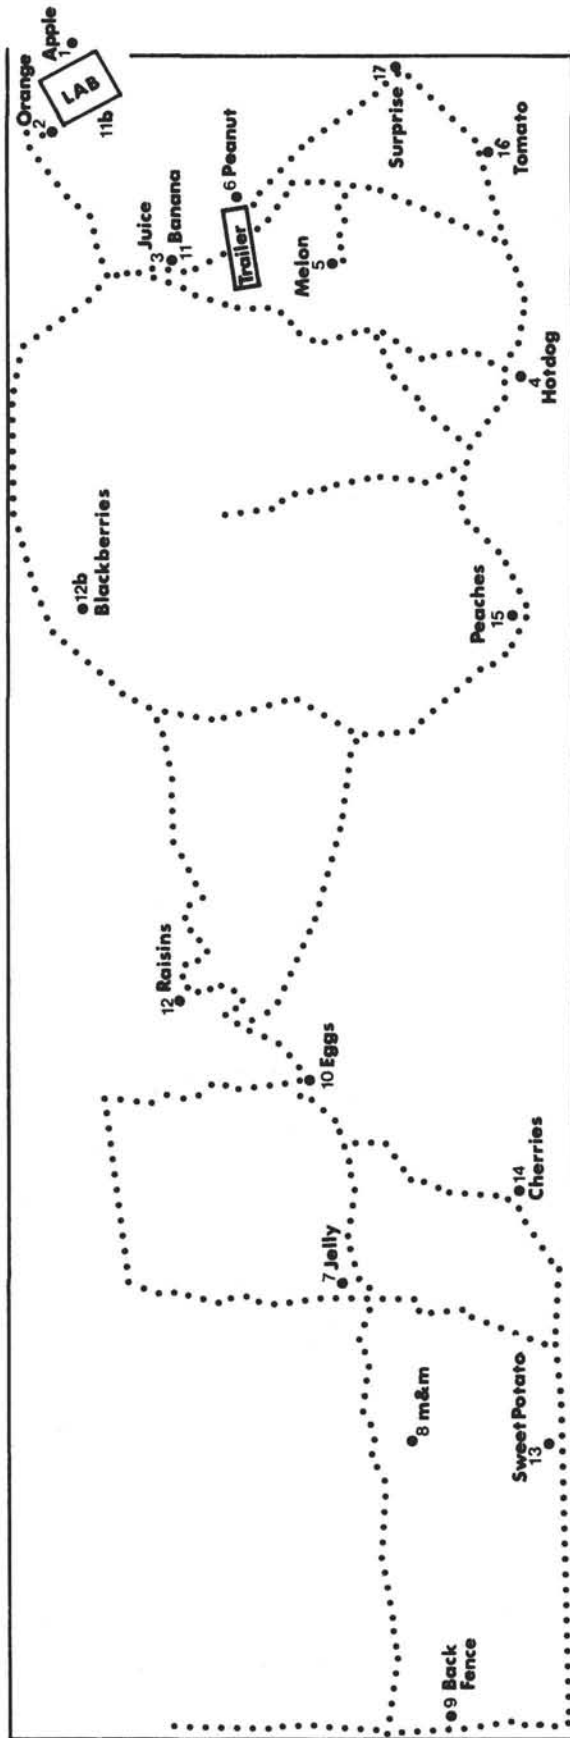 Orange
2
Apple
1
LAB
11b
Juice
3
Banana
11
6 Peanut
Trailer
Melon
5
17
Surprise
16
Tomato
4
Hotdog
12b
Blackberries
Peaches
15
12 Raisins
10 Eggs
14
Cherries
7 Jelly
8 m&m
Sweet Potato
13
9 Back
Fence